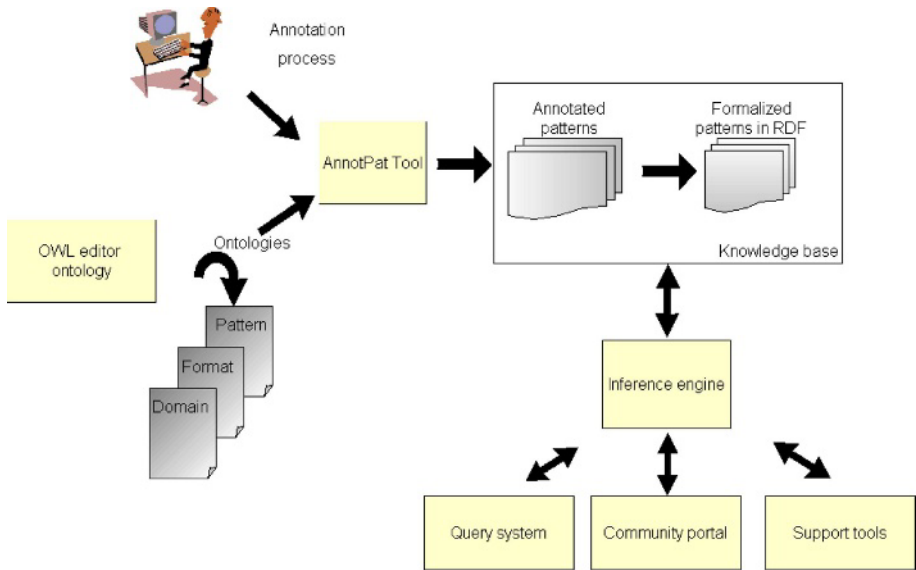 Annotation
process
AnnotPat Tool
Annotated
patterns
Formalized
patterns in RDF
Knowledge base
OWL editor
ontology
Ontologies
Pattern
Format
Domain
Inference engine
Query system
Community portal
Support tools